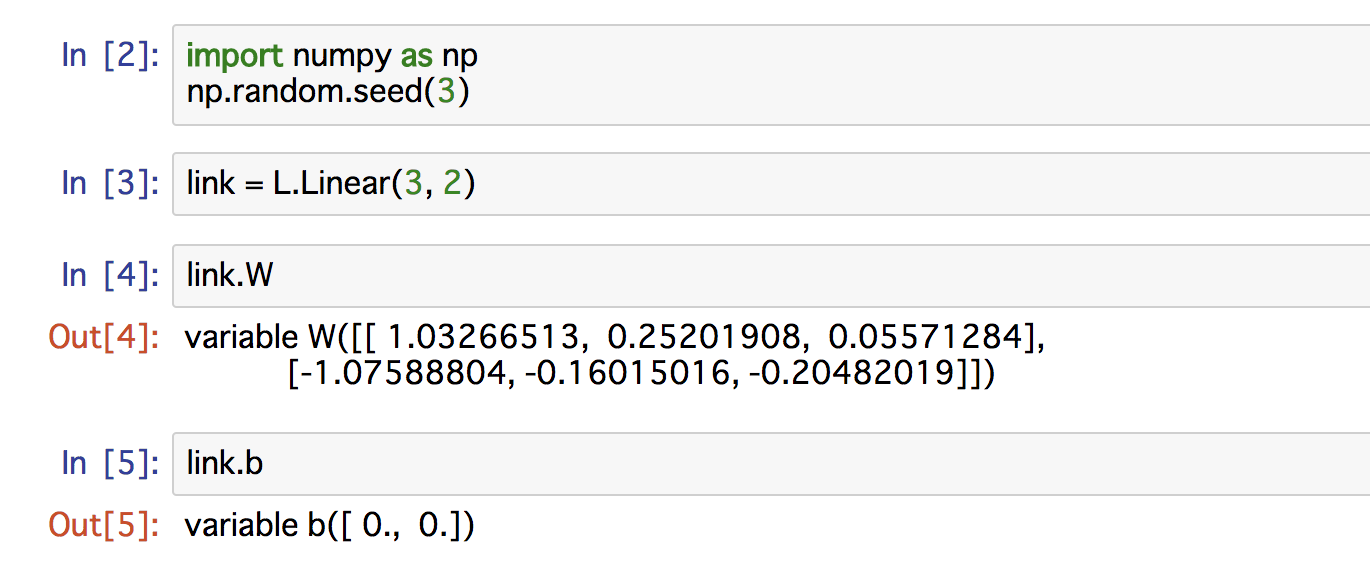 In [2]: import numpy as np
np.random.seed(3)
In [3]: link = L.Linear(3, 2)
In [4]: link.W
Out[4]: variable W([[ 1.03266513,  0.25201908,  0.05571284],
[-1.07588804, -0.16015016, -0.20482019]])
In [5]: link.b
Out[5]: variable b([ 0.,  0.])